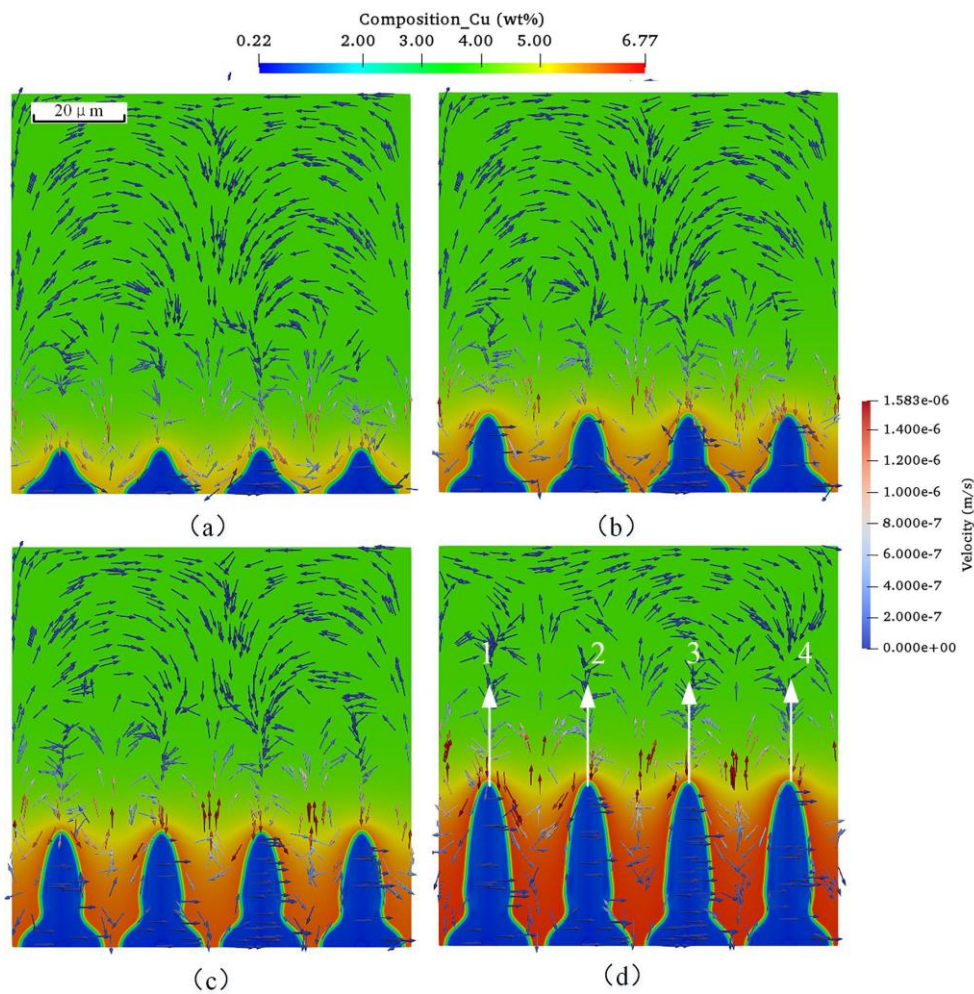 Composition_Cu (wt%)
0.22 2.00 3.00 4.00 5.00 6.77
20 μm
(a)
(b)
1.583e-06
1.400e-6
1.200e-6
1.000e-6
8.000e-7
6.000e-7
4.000e-7
2.000e-7
0.000e+00
Velocity (m/s)
1 2 3 4
(c)
(d)